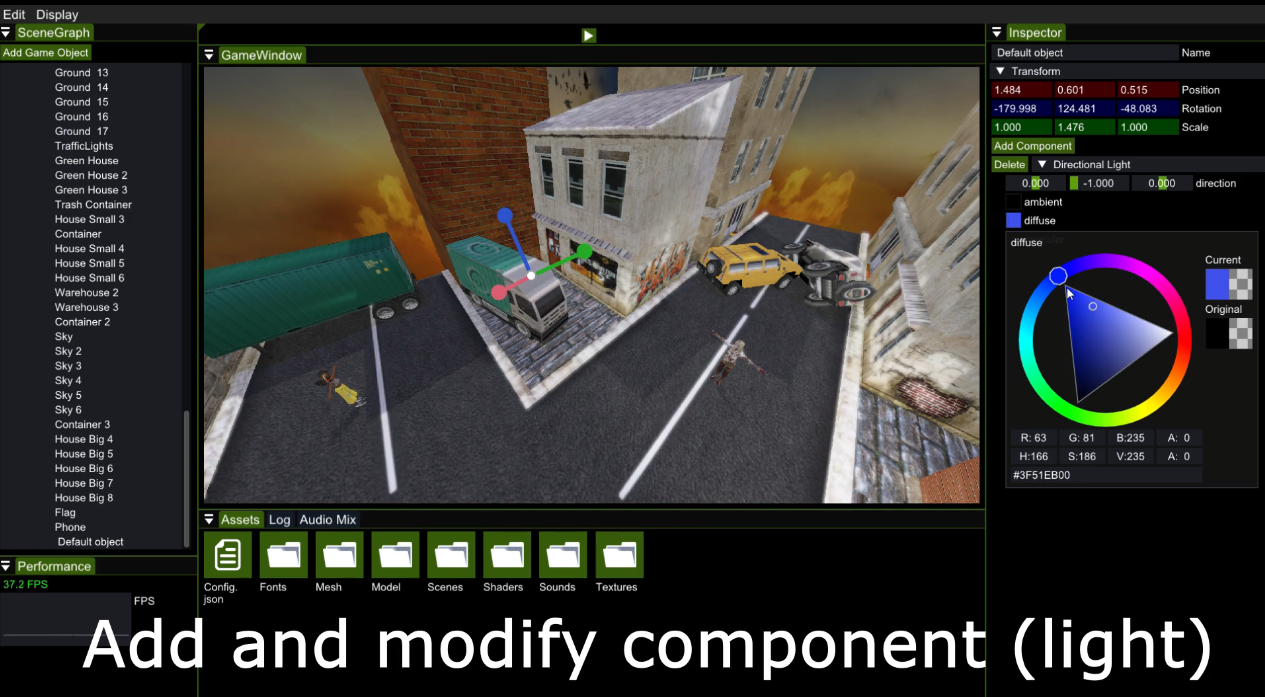 Edit Display
SceneGraph
Add Game Object
Ground 13
Ground 14
Ground 15
Ground 16
Ground 17
TrafficLights
Green House
Green House 2
Green House 3
Trash Container
House Small 3
Container
House Small 4
House Small 5
House Small 6
Warehouse 2
Warehouse 3
Container 2
Sky
Sky 2
Sky 3
Sky 4
Sky 5
Sky 6
Container 3
House Big 4
House Big 5
House Big 6
House Big 7
House Big 8
Flag
Phone
Default object
Performance
37.2 FPS
FPS
GameWindow
Assets Log Audio Mix
Config.
json
Fonts
Mesh
Model
Scenes
Shaders
Sounds
Textures
Inspector
Default object Name
Transform
1.484 0.601 0.515 Position
-179.998 124.481 -48.083 Rotation
1.000 1.476 1.000 Scale
Add Component
Delete Directional Light
0.000 -1.000 0.000 direction
ambient
diffuse
diffuse
Current
Original
R: 63 G: 81 B:235 A: 0
H:166 S:186 V:235 A: 0
#3F51EB00
Add and modify component (light)